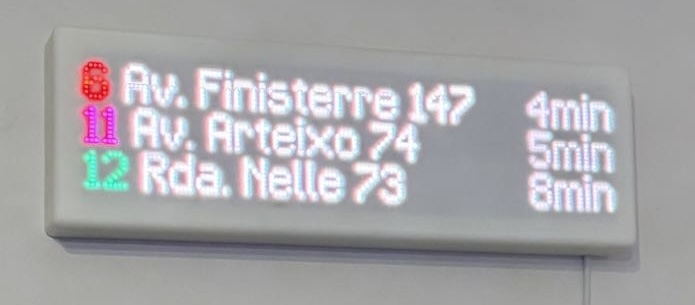 6 Av. Finisterre 147 4min
11 Av. Arteixo 74 5min
12 Rda. Nelle 73 8min